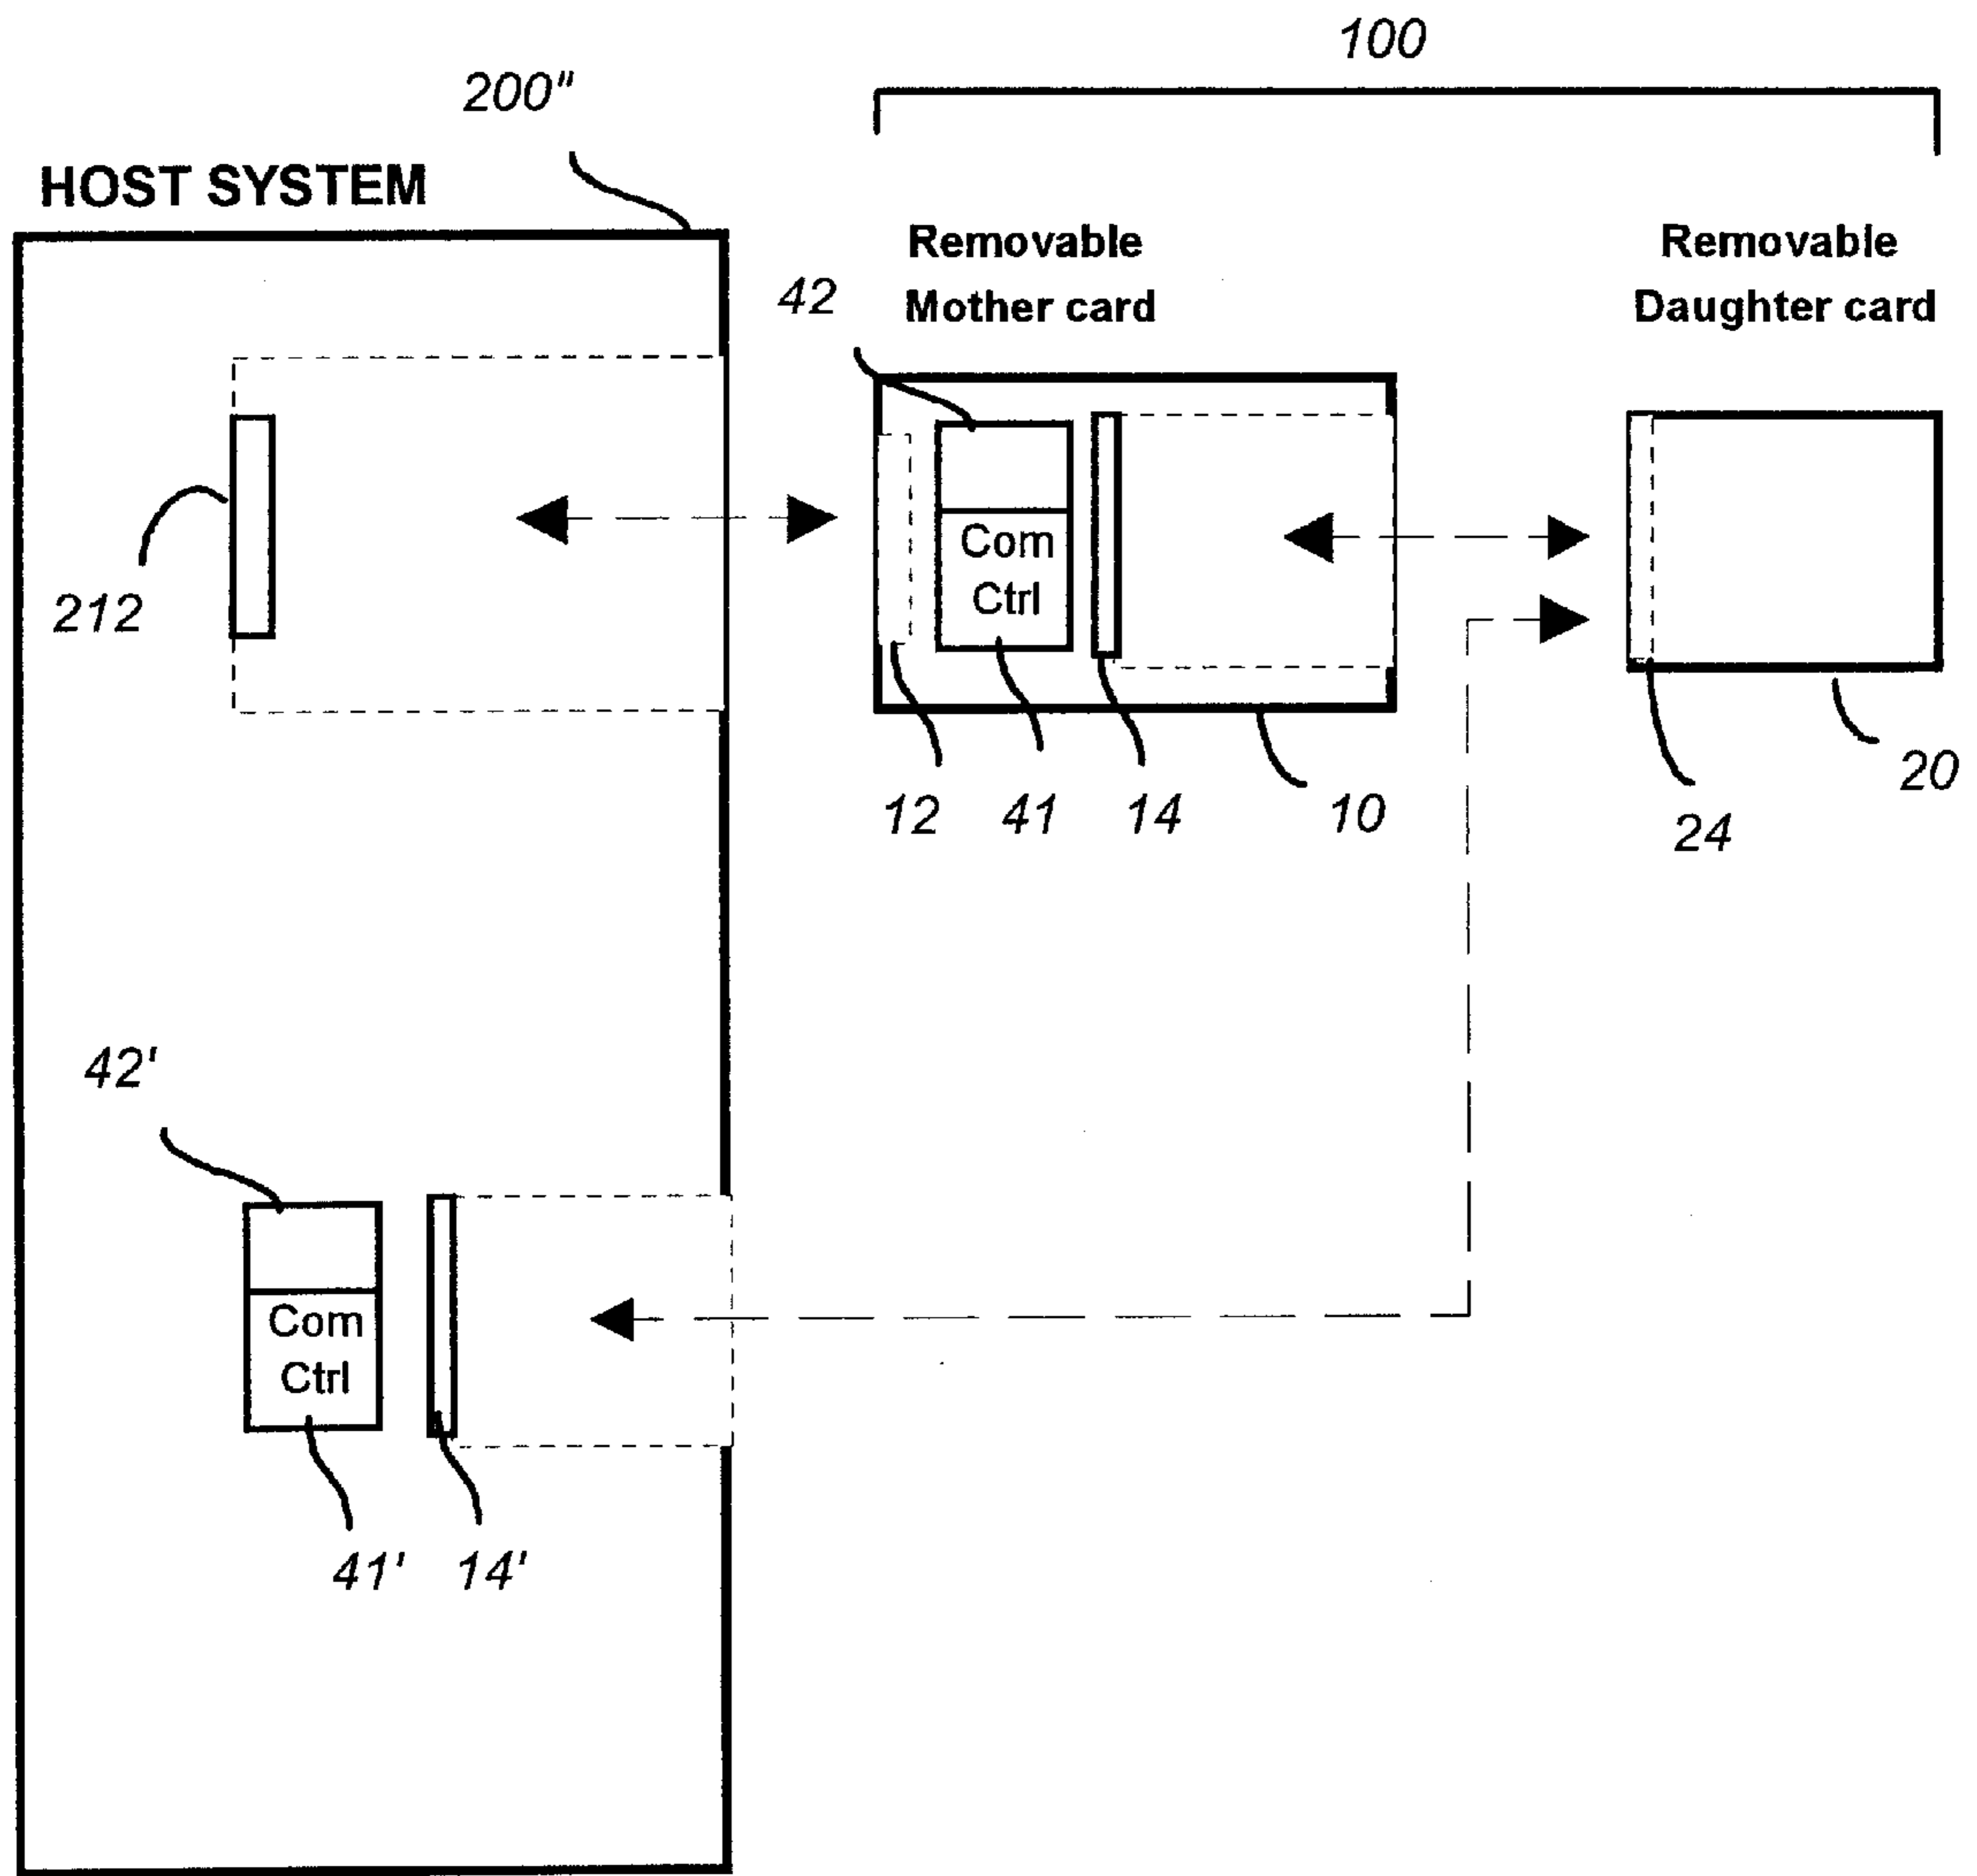 100
200"
HOST SYSTEM
Removable
Mother card
Removable
Daughter card
42
Com
Ctrl
212
12
41
14
10
20
24
42'
Com
Ctrl
41'
14'